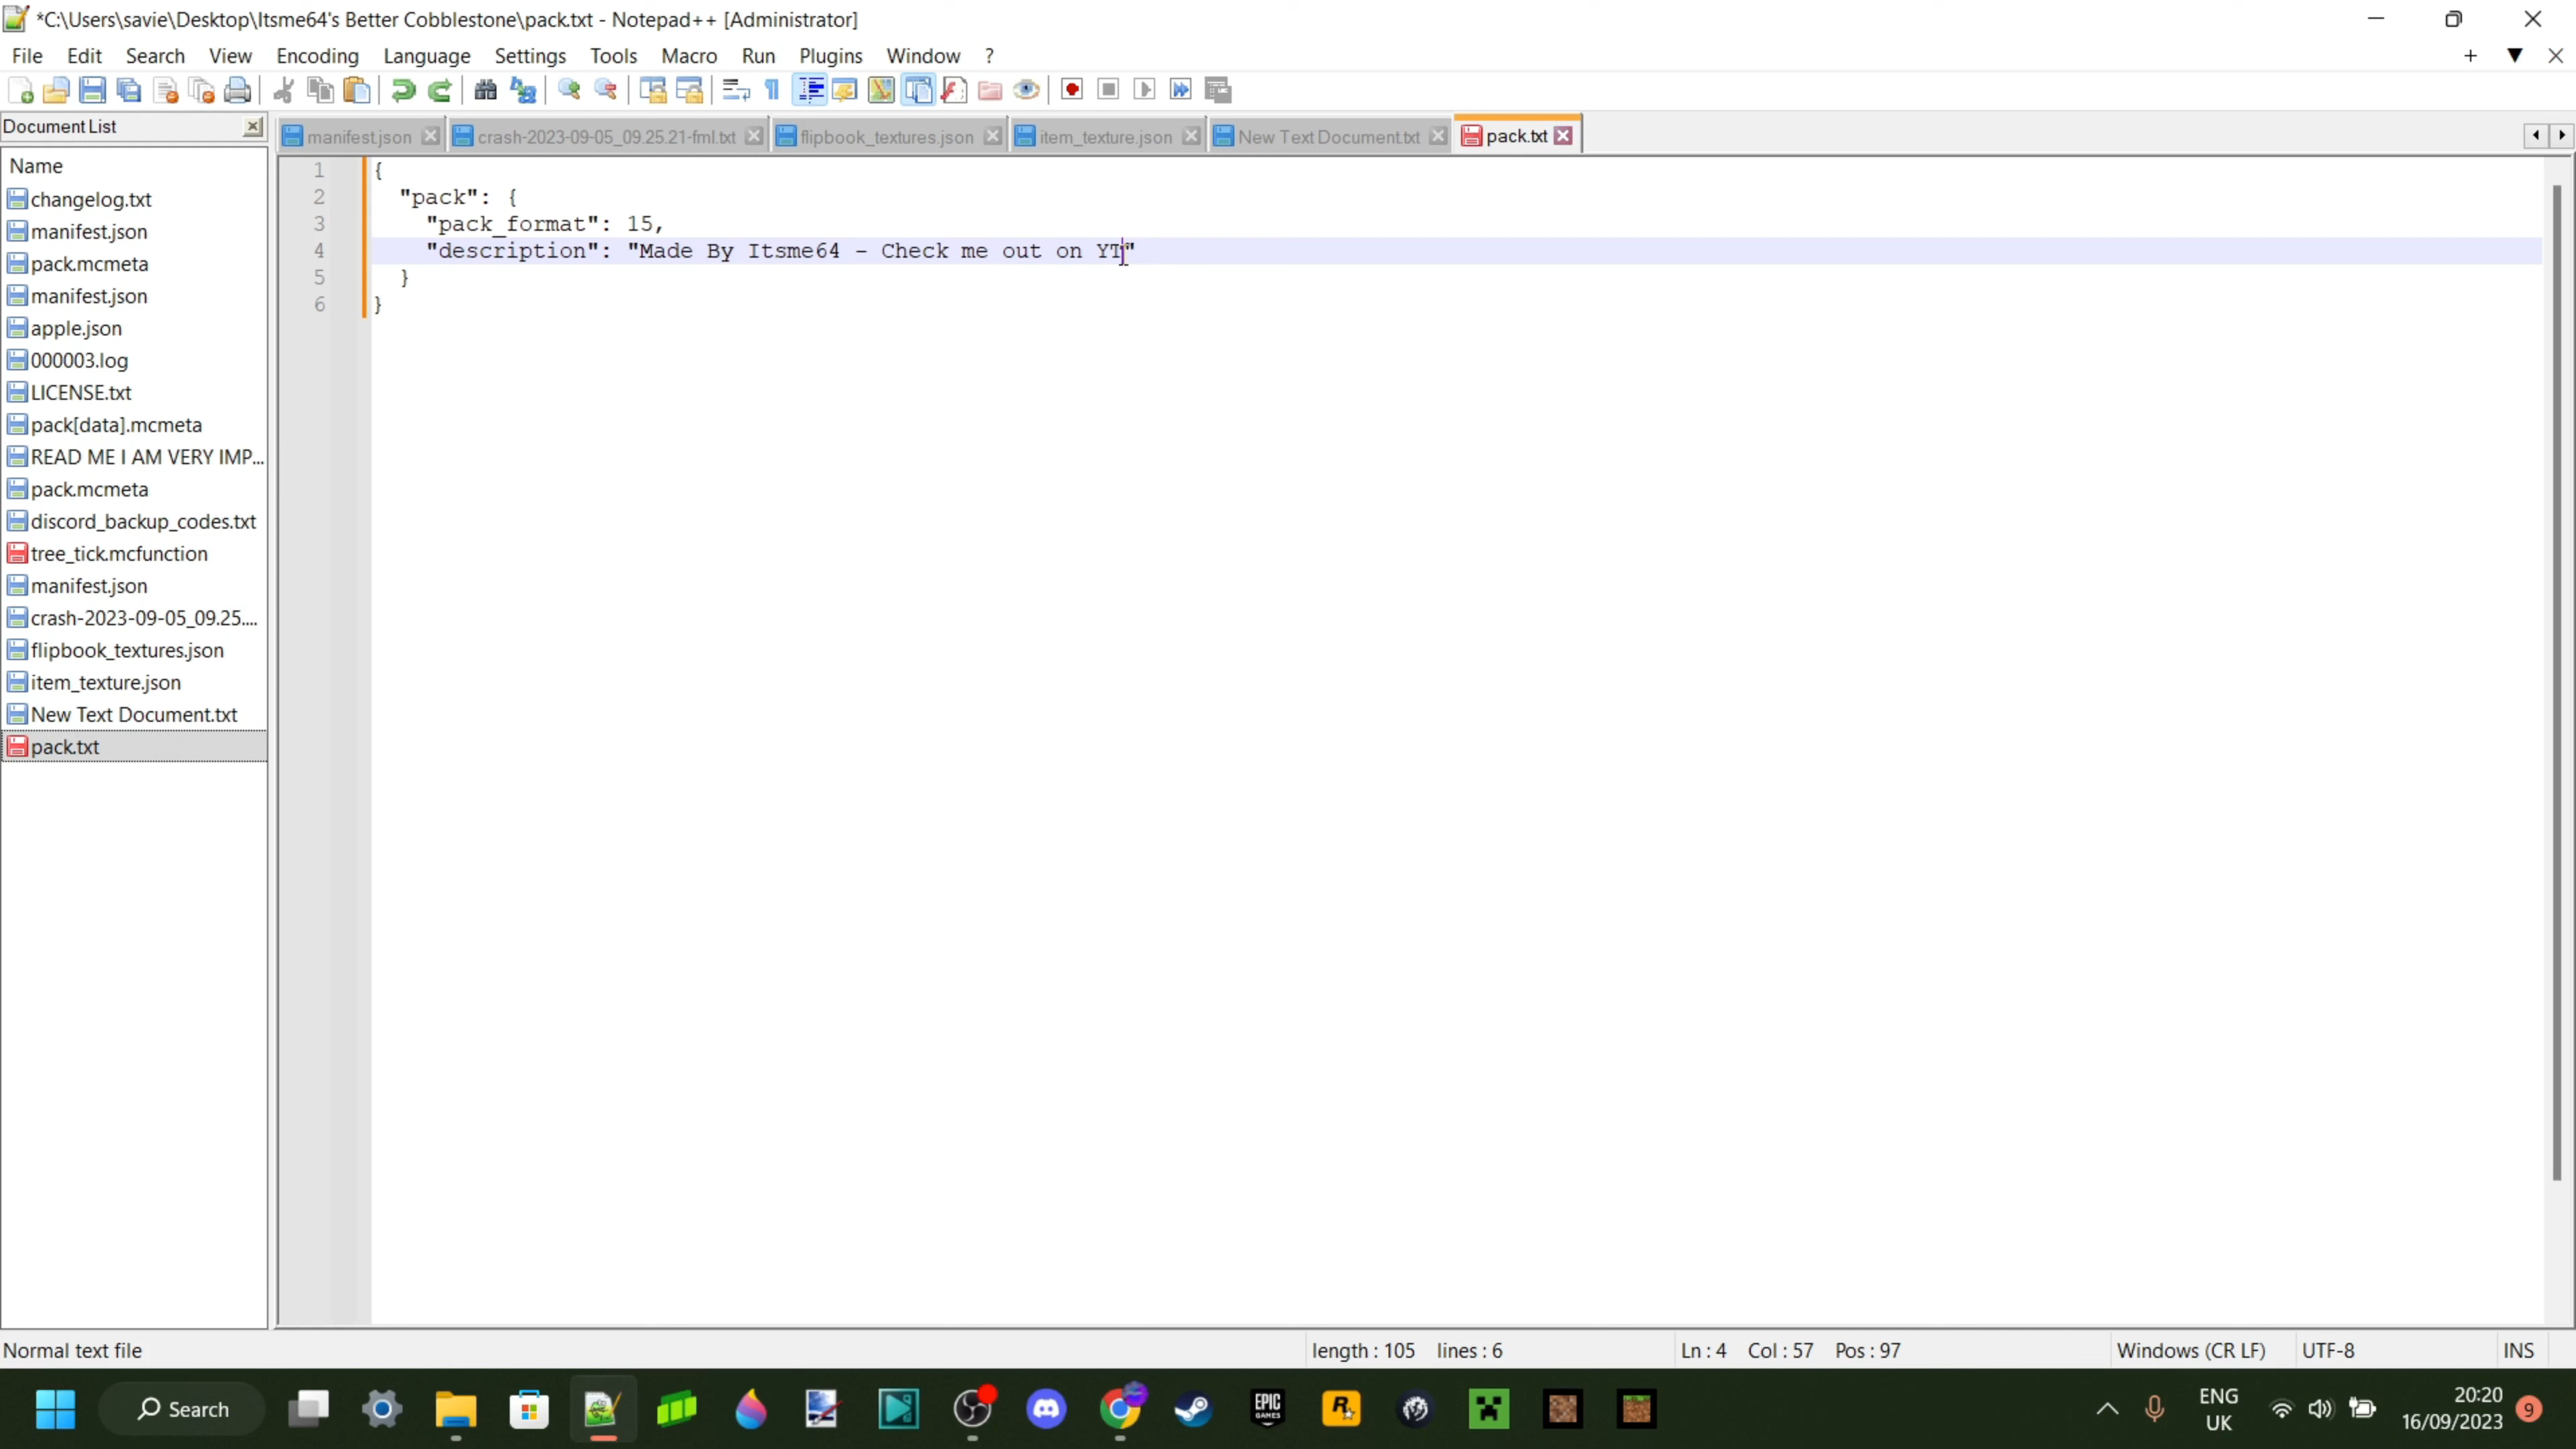 *C:\Users\savie\Desktop\Itsme64's Better Cobblestone\pack.txt - Notepad++ [Administrator]
File Edit Search View Encoding Language Settings Tools Macro Run Plugins Window ?
Document List
manifest.json crash-2023-09-05_09.25.21-fml.txt flipbook_textures.json item_texture.json New Text Document.txt pack.txt
Name
changelog.txt
manifest.json
pack.mcmeta
manifest.json
apple.json
000003.log
LICENSE.txt
pack[data].mcmeta
READ ME I AM VERY IMP...
pack.mcmeta
discord_backup_codes.txt
tree_tick.mcfunction
manifest.json
crash-2023-09-05_09.25....
flipbook_textures.json
item_texture.json
New Text Document.txt
pack.txt
1 {
2 "pack": {
3 "pack_format": 15,
4 "description": "Made By Itsme64 - Check me out on YT"
5 }
6 }
Normal text file length : 105 lines : 6 Ln : 4 Col : 57 Pos : 97 Windows (CR LF) UTF-8 INS
Search
EPIC
GAMES
R
ENG
UK
20:20
16/09/2023
9